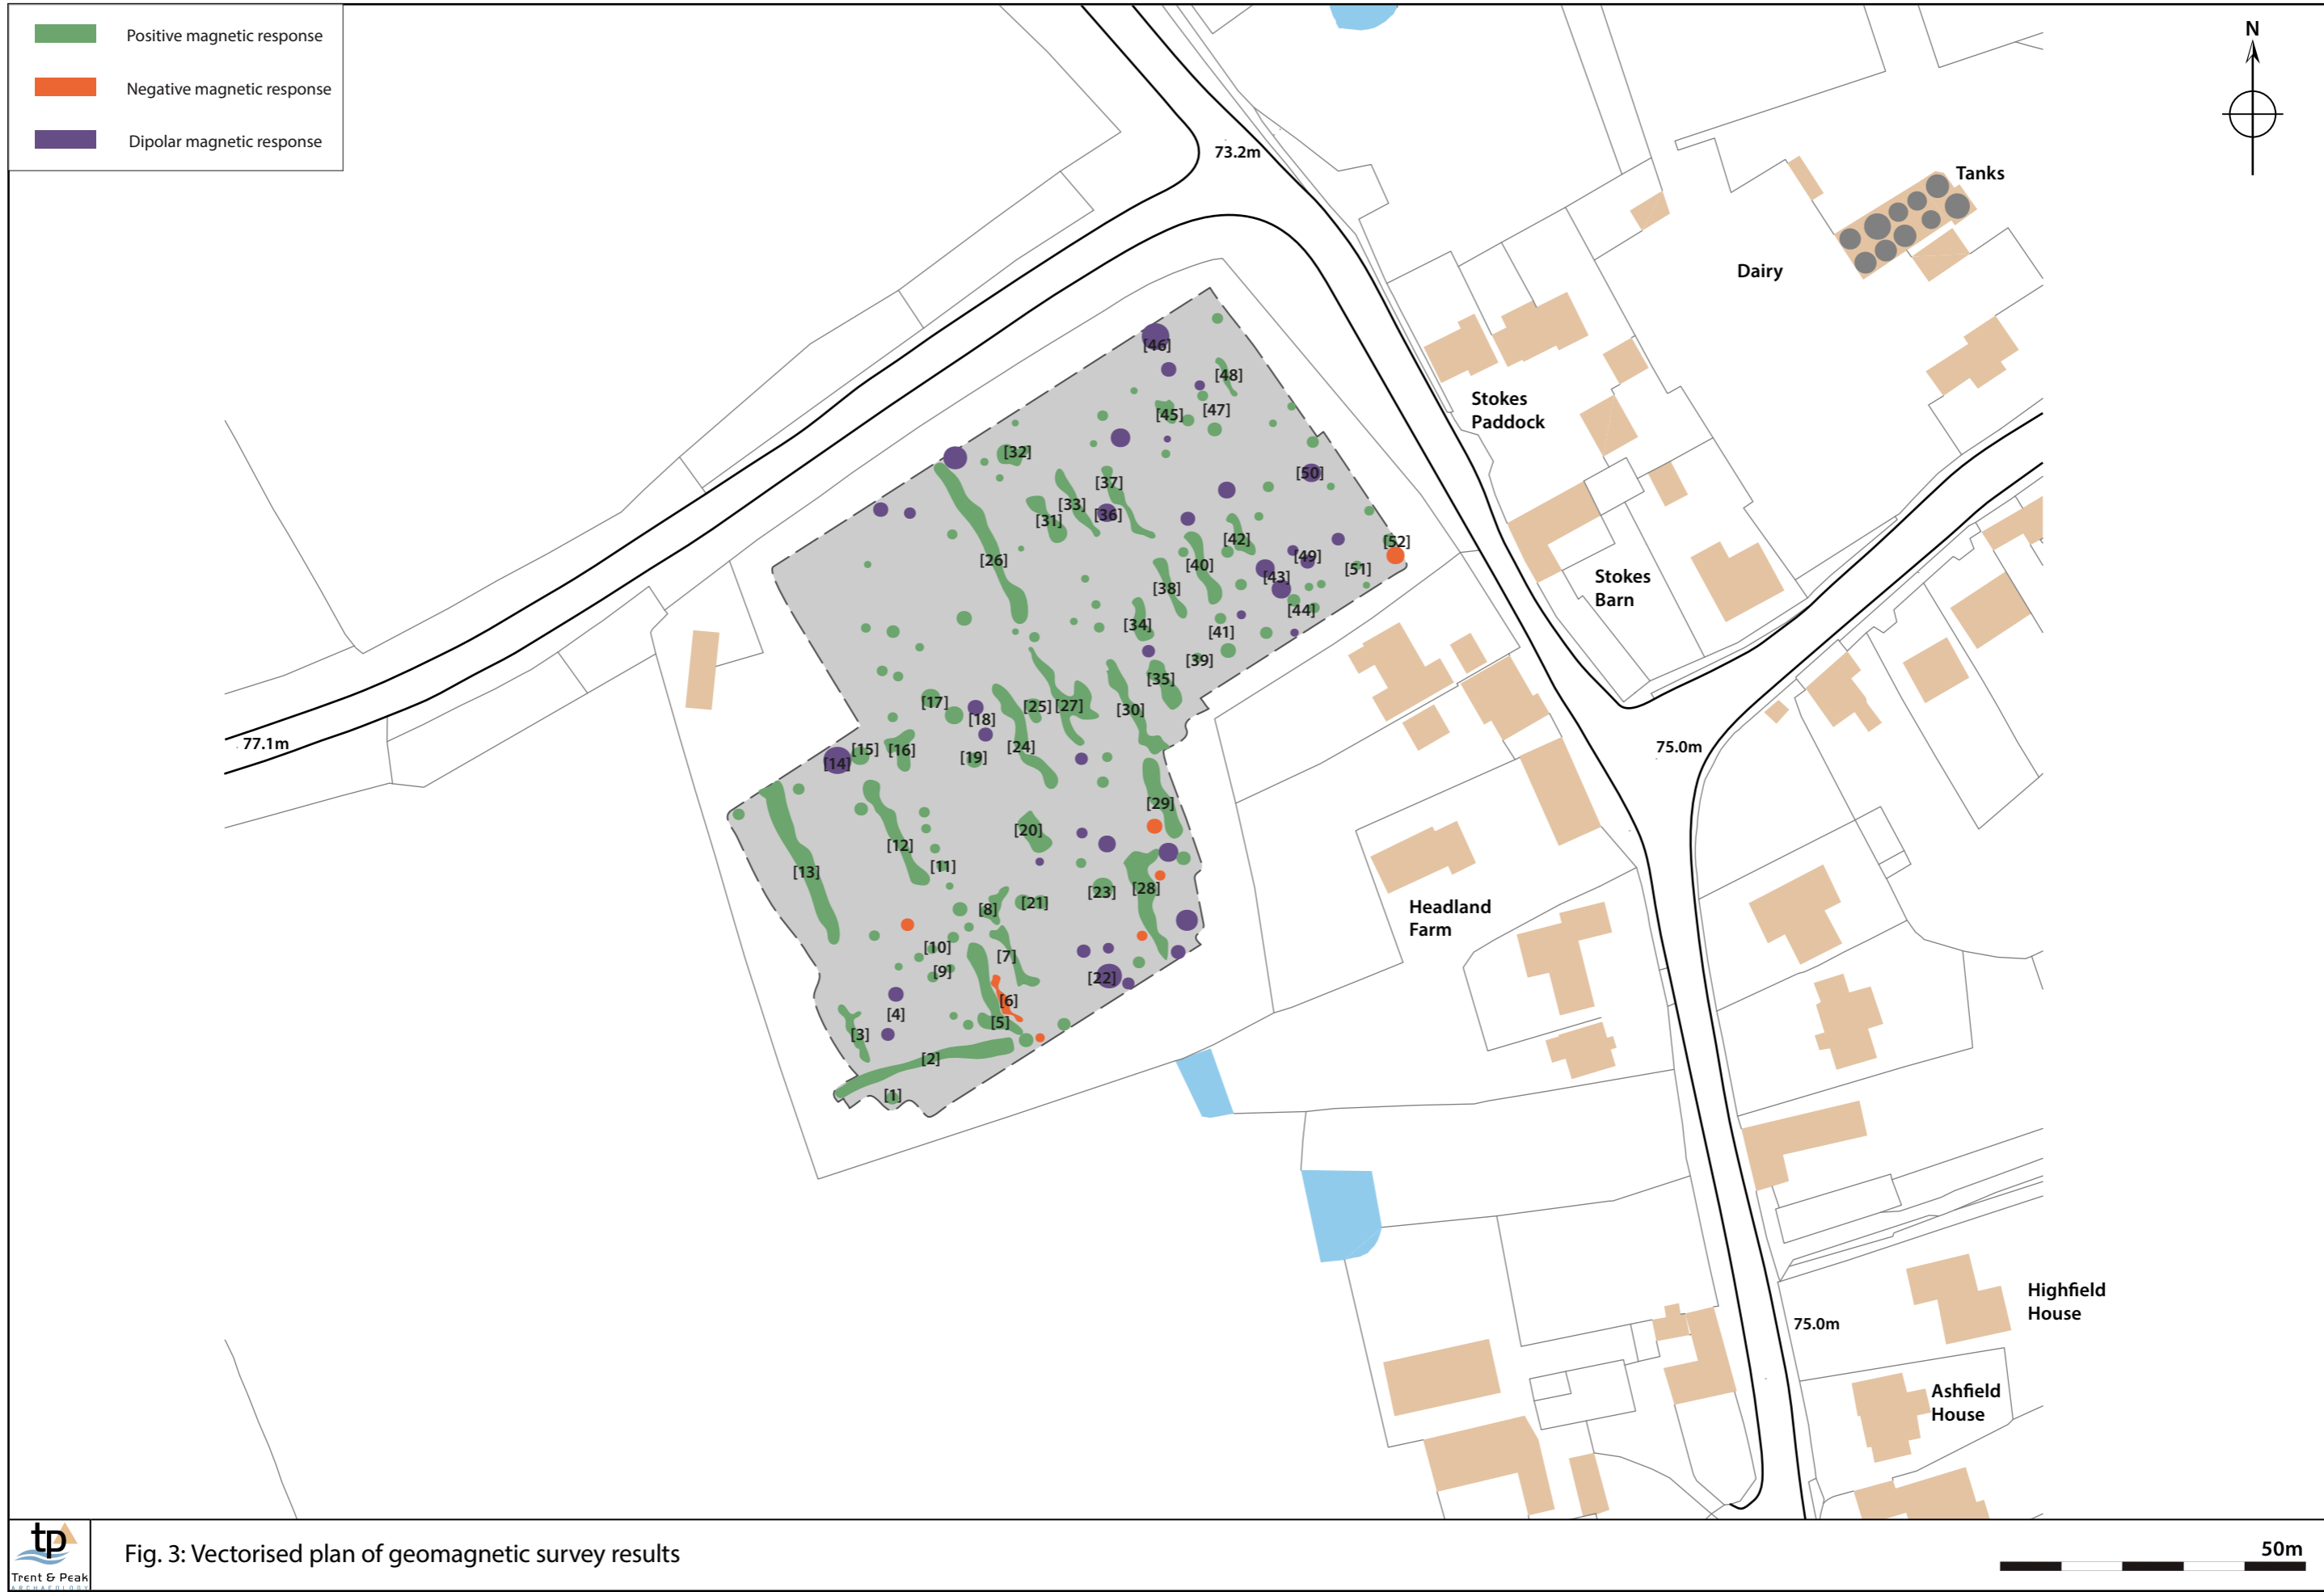 Positive magnetic response
Negative magnetic response
Dipolar magnetic response
N
73.2m
Tanks
Dairy
[46]
[48]
Stokes
Paddock
[45]
[47]
[32]
[50]
[37]
[33]
[36]
[31]
[42]
[52]
[26]
[40]
[49]
[51]
[43]
[38]
Stokes
Barn
[44]
[34]
[41]
[39]
[35]
[17]
[25]
[27]
[30]
[18]
77.1m
[15]
[16]
[24]
75.0m
[14]
[19]
[29]
[20]
[12]
[11]
[13]
[23]
[28]
[8]
[21]
Headland
Farm
[10]
[7]
[9]
[22]
[6]
[4]
[5]
[3]
[2]
[1]
Highfield
House
75.0m
Ashfield
House
tp
Trent & Peak
ARCHAEOLOGY
Fig. 3: Vectorised plan of geomagnetic survey results
50m